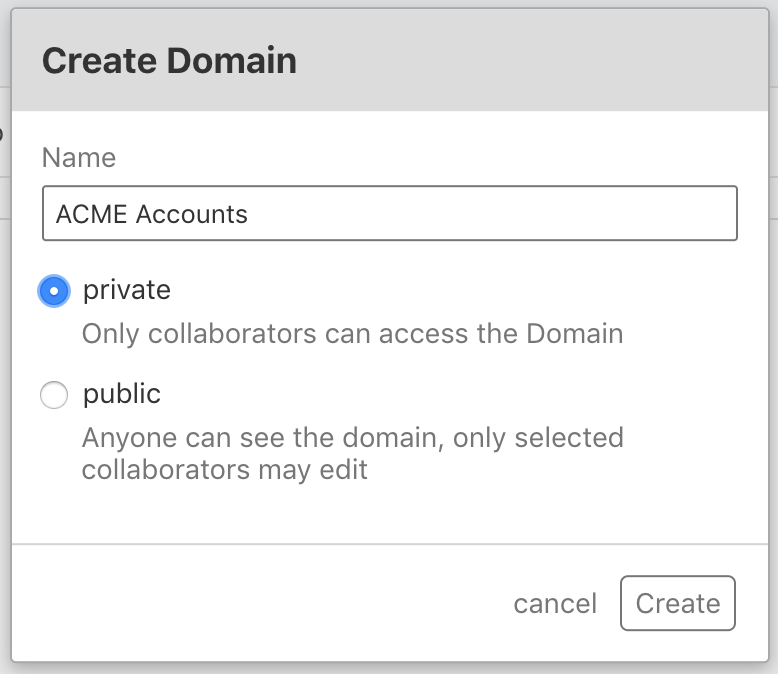 Create Domain
Name
ACME Accounts
private
Only collaborators can access the Domain
public
Anyone can see the domain, only selected
collaborators may edit
cancel
Create